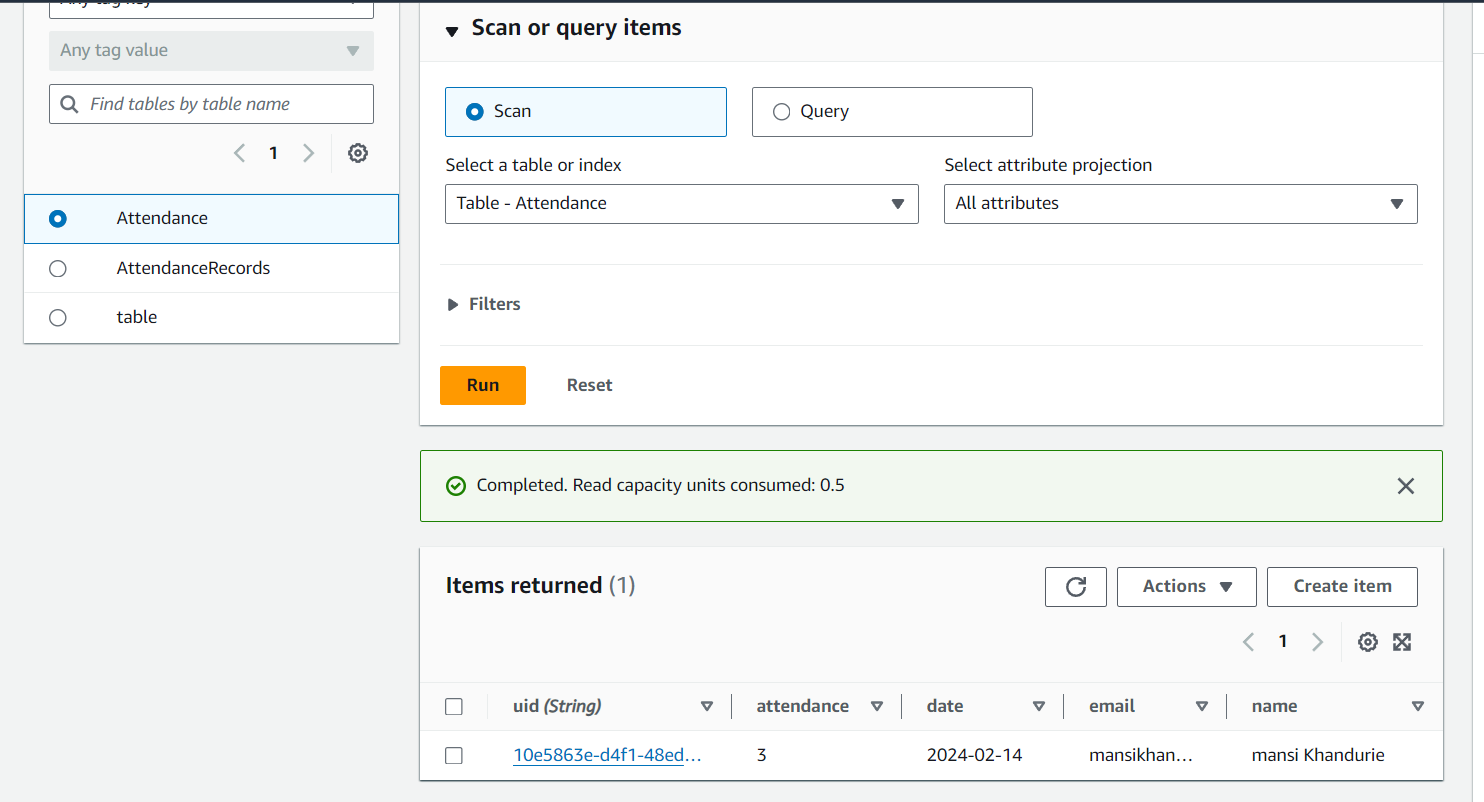 Any tag key
Any tag value
Find tables by table name
1
Attendance
AttendanceRecords
table
Scan or query items
Scan
Query
Select a table or index
Select attribute projection
Table - Attendance
All attributes
Filters
Run
Reset
Completed. Read capacity units consumed: 0.5
Items returned (1)
Actions
Create item
1
uid (String) attendance date email name
10e5863e-d4f1-48ed... 3 2024-02-14 mansikhan... mansi Khandurie